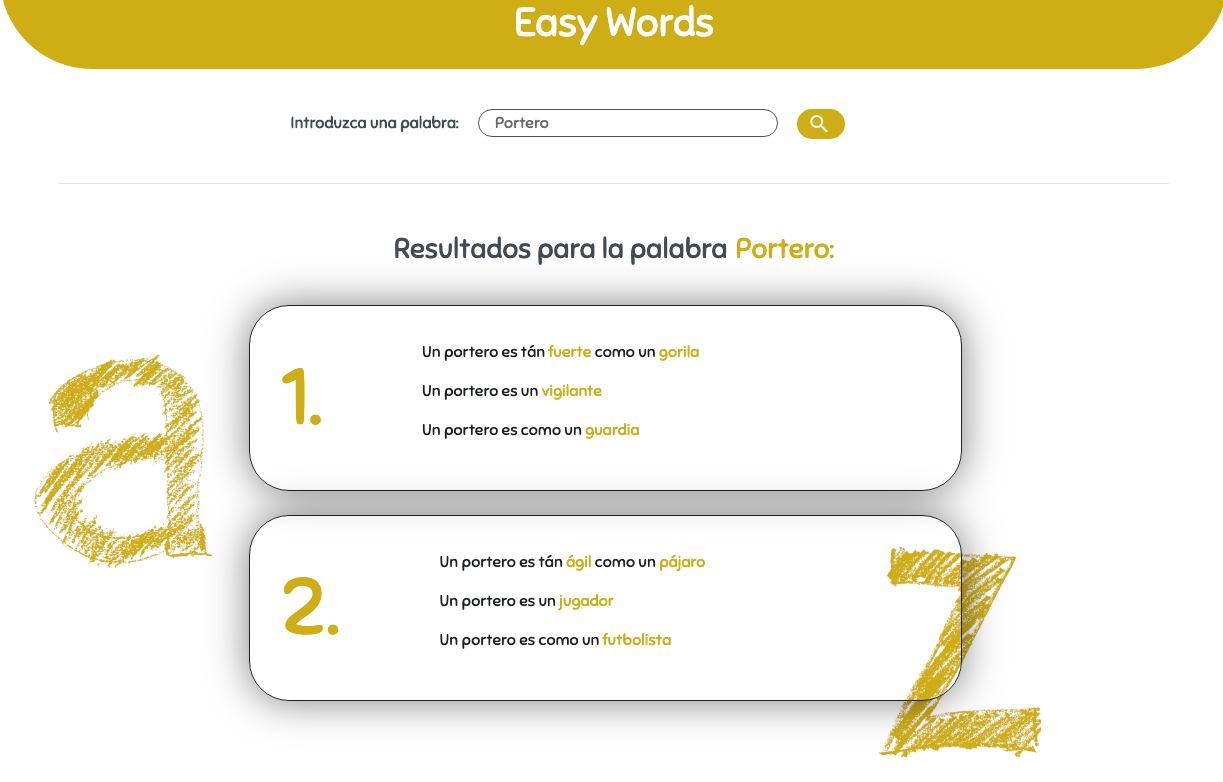 Easy Words
Introduzca una palabra: Portero
Resultados para la palabra Portero:
1.
Un portero es tán fuerte como un gorila
Un portero es un vigilante
Un portero es como un guardia
2.
Un portero es tán ágil como un pájaro
Un portero es un jugador
Un portero es como un futbolista
a
z